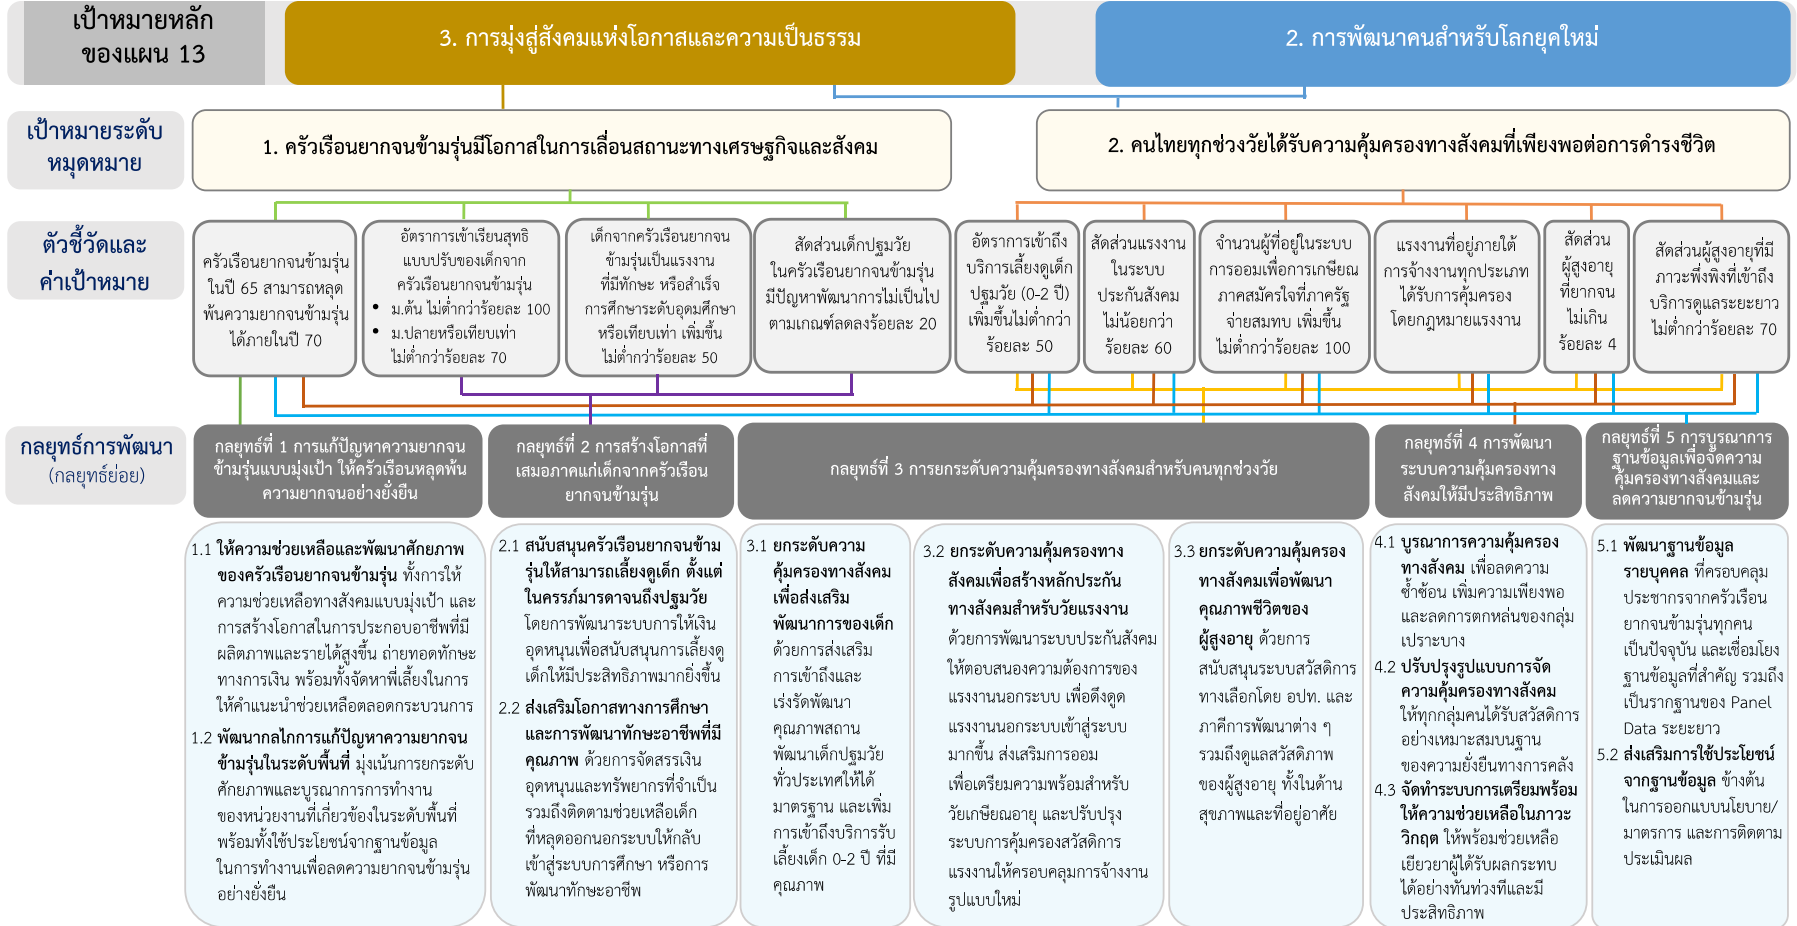 เป้าหมายหลัก
ของแผน 13
3. การมุ่งสู่สังคมแห่งโอกาสและความเป็นธรรม
2. การพัฒนาคนสำหรับโลกยุคใหม่
เป้าหมายระดับ
หมุดหมาย
1. ครัวเรือนยากจนข้ามรุ่นมีโอกาสในการเลื่อนสถานะทางเศรษฐกิจและสังคม
2. คนไทยทุกช่วงวัยได้รับความคุ้มครองทางสังคมที่เพียงพอต่อการดำรงชีวิต
ตัวชี้วัดและ
ค่าเป้าหมาย
ครัวเรือนยากจนข้ามรุ่น
ในปี 65 สามารถหลุด
พ้นความยากจนข้ามรุ่น
ได้ภายในปี 70
อัตราการเข้าเรียนสุทธิ
แบบปรับของเด็กจาก
ครัวเรือนยากจนข้ามรุ่น
• ม.ต้น ไม่ต่ำกว่าร้อยละ 100
• ม.ปลายหรือเทียบเท่า
ไม่ต่ำกว่าร้อยละ 70
เด็กจากครัวเรือนยากจน
ข้ามรุ่นเป็นแรงงาน
ที่มีทักษะ หรือสำเร็จ
การศึกษาระดับอุดมศึกษา
หรือเทียบเท่า เพิ่มขึ้น
ไม่ต่ำกว่าร้อยละ 50
สัดส่วนเด็กปฐมวัย
ในครัวเรือนยากจนข้ามรุ่น
มีปัญหาพัฒนาการไม่เป็นไป
ตามเกณฑ์ลดลงร้อยละ 20
อัตราการเข้าถึง
บริการเลี้ยงดูเด็ก
ปฐมวัย (0-2 ปี)
เพิ่มขึ้นไม่ต่ำกว่า
ร้อยละ 50
สัดส่วนแรงงาน
ในระบบ
ประกันสังคม
ไม่น้อยกว่า
ร้อยละ 60
จำนวนผู้ที่อยู่ในระบบ
การออมเพื่อการเกษียณ
ภาคสมัครใจที่ภาครัฐ
จ่ายสมทบ เพิ่มขึ้น
ไม่ต่ำกว่าร้อยละ 100
แรงงานที่อยู่ภายใต้
การจ้างงานทุกประเภท
ได้รับการคุ้มครอง
โดยกฎหมายแรงงาน
สัดส่วน
ผู้สูงอายุ
ที่ยากจน
ไม่เกิน
ร้อยละ 4
สัดส่วนผู้สูงอายุที่มี
ภาวะพึ่งพิงที่เข้าถึง
บริการดูแลระยะยาว
ไม่ต่ำกว่าร้อยละ 70
กลยุทธ์การพัฒนา
(กลยุทธ์ย่อย)
กลยุทธ์ที่ 1 การแก้ปัญหาความยากจน
ข้ามรุ่นแบบมุ่งเป้า ให้ครัวเรือนหลุดพ้น
ความยากจนอย่างยั่งยืน
กลยุทธ์ที่ 2 การสร้างโอกาสที่
เสมอภาคแก่เด็กจากครัวเรือน
ยากจนข้ามรุ่น
กลยุทธ์ที่ 3 การยกระดับความคุ้มครองทางสังคมสำหรับคนทุกช่วงวัย
กลยุทธ์ที่ 4 การพัฒนา
ระบบความคุ้มครองทาง
สังคมให้มีประสิทธิภาพ
กลยุทธ์ที่ 5 การบูรณาการ
ฐานข้อมูลเพื่อจัดความ
คุ้มครองทางสังคมและ
ลดความยากจนข้ามรุ่น
1.1 ให้ความช่วยเหลือและพัฒนาศักยภาพ
ของครัวเรือนยากจนข้ามรุ่น ทั้งการให้
ความช่วยเหลือทางสังคมแบบมุ่งเป้า และ
การสร้างโอกาสในการประกอบอาชีพที่มี
ผลิตภาพและรายได้สูงขึ้น ถ่ายทอดทักษะ
ทางการเงิน พร้อมทั้งจัดหาพี่เลี้ยงในการ
ให้คำแนะนำช่วยเหลือตลอดกระบวนการ
1.2 พัฒนากลไกการแก้ปัญหาความยากจน
ข้ามรุ่นในระดับพื้นที่ มุ่งเน้นการยกระดับ
ศักยภาพและบูรณาการการทำงาน
ของหน่วยงานที่เกี่ยวข้องในระดับพื้นที่
พร้อมทั้งใช้ประโยชน์จากฐานข้อมูล
ในการทำงานเพื่อลดความยากจนข้ามรุ่น
อย่างยั่งยืน
2.1 สนับสนุนครัวเรือนยากจนข้าม
รุ่นให้สามารถเลี้ยงดูเด็ก ตั้งแต่
ในครรภ์มารดาจนถึงปฐมวัย
โดยการพัฒนาระบบการให้เงิน
อุดหนุนเพื่อสนับสนุนการเลี้ยงดู
เด็กให้มีประสิทธิภาพมากยิ่งขึ้น
2.2 ส่งเสริมโอกาสทางการศึกษา
และการพัฒนาทักษะอาชีพที่มี
คุณภาพ ด้วยการจัดสรรเงิน
อุดหนุนและทรัพยากรที่จำเป็น
รวมถึงติดตามช่วยเหลือเด็ก
ที่หลุดออกนอกระบบให้กลับ
เข้าสู่ระบบการศึกษา หรือการ
พัฒนาทักษะอาชีพ
3.1 ยกระดับความ
คุ้มครองทางสังคม
เพื่อส่งเสริม
พัฒนาการของเด็ก
ด้วยการส่งเสริม
การเข้าถึงและ
เร่งรัดพัฒนา
คุณภาพสถาน
พัฒนาเด็กปฐมวัย
ทั่วประเทศให้ได้
มาตรฐาน และเพิ่ม
การเข้าถึงบริการรับ
เลี้ยงเด็ก 0-2 ปี ที่มี
คุณภาพ
3.2 ยกระดับความคุ้มครองทาง
สังคมเพื่อสร้างหลักประกัน
ทางสังคมสำหรับวัยแรงงาน
ด้วยการพัฒนาระบบประกันสังคม
ให้ตอบสนองความต้องการของ
แรงงานนอกระบบ เพื่อดึงดูด
แรงงานนอกระบบเข้าสู่ระบบ
มากขึ้น ส่งเสริมการออม
เพื่อเตรียมความพร้อมสำหรับ
วัยเกษียณอายุ และปรับปรุง
ระบบการคุ้มครองสวัสดิการ
แรงงานให้ครอบคลุมการจ้างงาน
รูปแบบใหม่
3.3 ยกระดับความคุ้มครอง
ทางสังคมเพื่อพัฒนา
คุณภาพชีวิตของ
ผู้สูงอายุ ด้วยการ
สนับสนุนระบบสวัสดิการ
ทางเลือกโดย อปท. และ
ภาคีการพัฒนาต่าง ๆ
รวมถึงดูแลสวัสดิภาพ
ของผู้สูงอายุ ทั้งในด้าน
สุขภาพและที่อยู่อาศัย
4.1 บูรณาการความคุ้มครอง
ทางสังคม เพื่อลดความ
ซ้ำซ้อน เพิ่มความเพียงพอ
และลดการตกหล่นของกลุ่ม
เปราะบาง
4.2 ปรับปรุงรูปแบบการจัด
ความคุ้มครองทางสังคม
ให้ทุกกลุ่มคนได้รับสวัสดิการ
อย่างเหมาะสมบนฐาน
ของความยั่งยืนทางการคลัง
4.3 จัดทำระบบการเตรียมพร้อม
ให้ความช่วยเหลือในภาวะ
วิกฤต ให้พร้อมช่วยเหลือ
เยียวยาผู้ได้รับผลกระทบ
ได้อย่างทันท่วงทีและมี
ประสิทธิภาพ
5.1 พัฒนาฐานข้อมูล
รายบุคคล ที่ครอบคลุม
ประชากรจากครัวเรือน
ยากจนข้ามรุ่นทุกคน
เป็นปัจจุบัน และเชื่อมโยง
ฐานข้อมูลที่สำคัญ รวมถึง
เป็นรากฐานของ Panel
Data ระยะยาว
5.2 ส่งเสริมการใช้ประโยชน์
จากฐานข้อมูล ข้างต้น
ในการออกแบบนโยบาย/
มาตรการ และการติดตาม
ประเมินผล